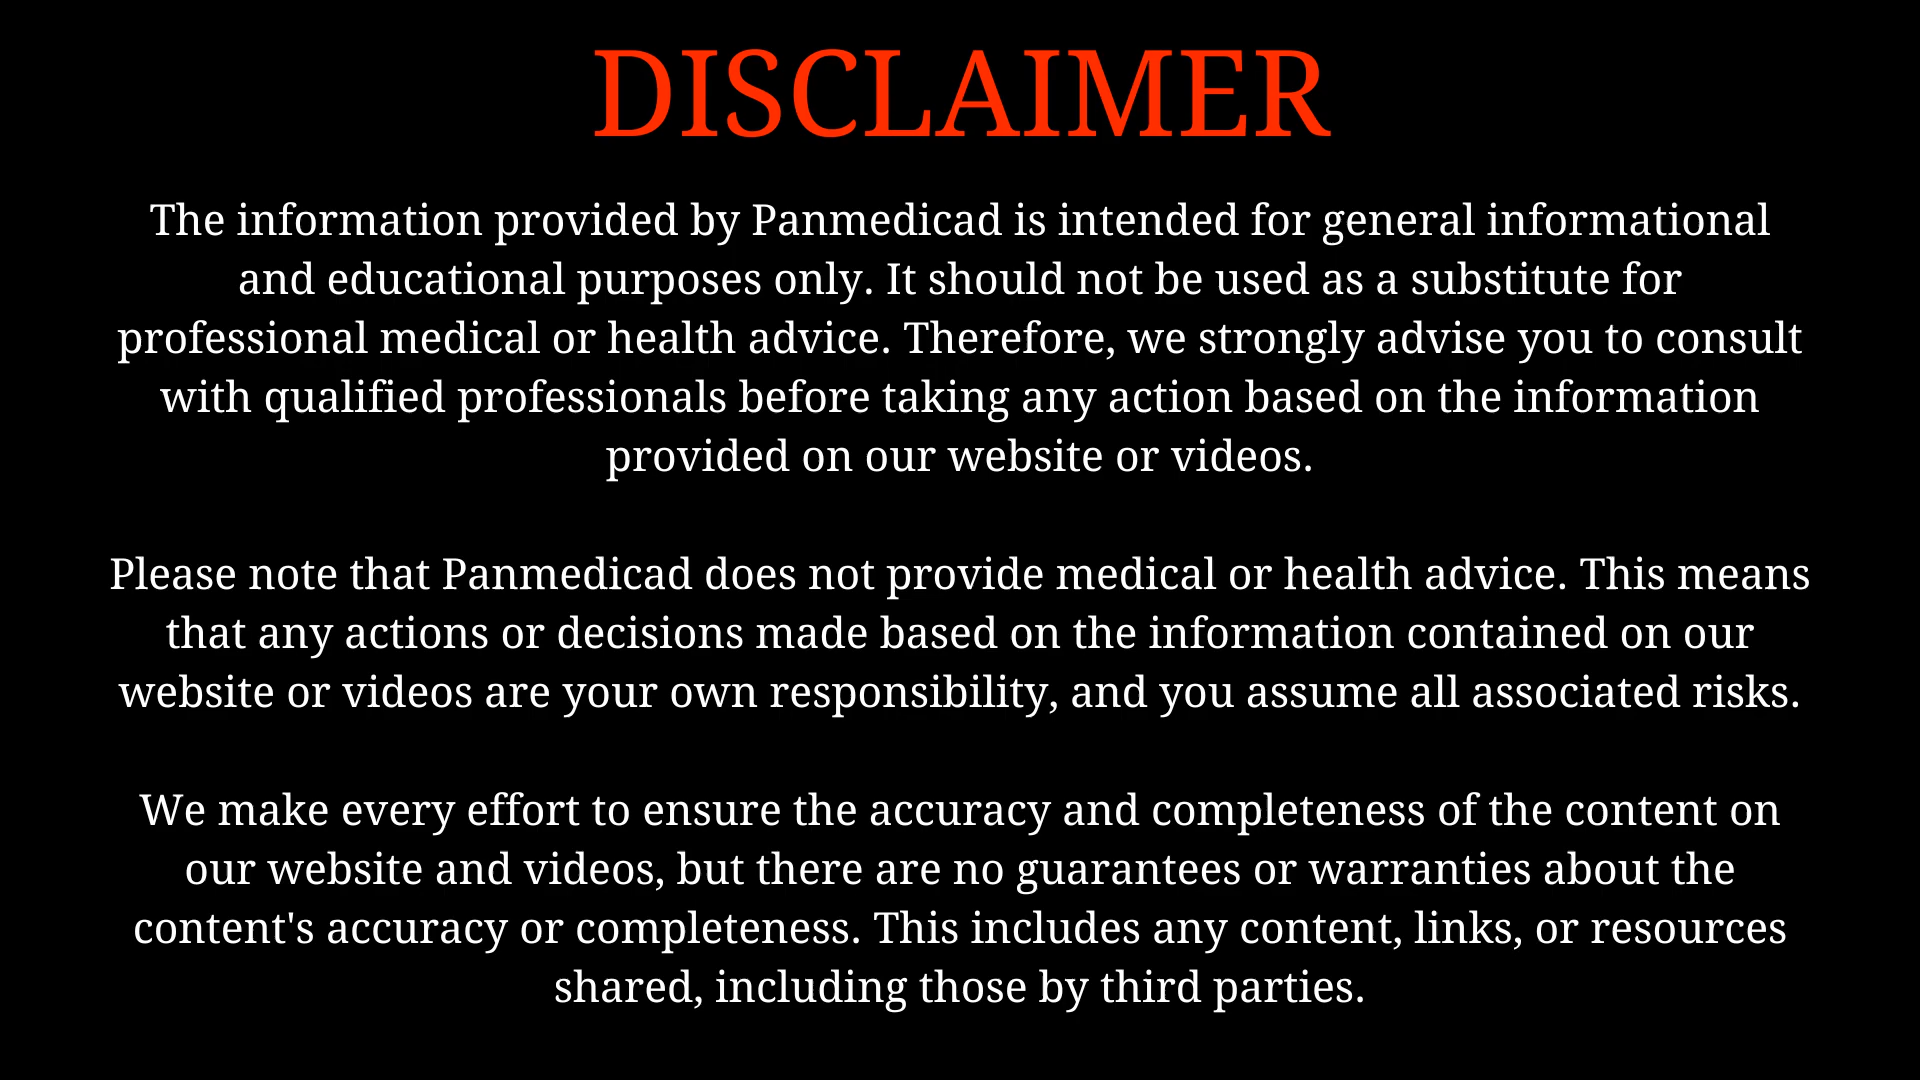 DISCLAIMER
The information provided by Panmedicad is intended for general informational
and educational purposes only. It should not be used as a substitute for
professional medical or health advice. Therefore, we strongly advise you to consult
with qualified professionals before taking any action based on the information
provided on our website or videos.
Please note that Panmedicad does not provide medical or health advice. This means
that any actions or decisions made based on the information contained on our
website or videos are your own responsibility, and you assume all associated risks.
We make every effort to ensure the accuracy and completeness of the content on
our website and videos, but there are no guarantees or warranties about the
content's accuracy or completeness. This includes any content, links, or resources
shared, including those by third parties.